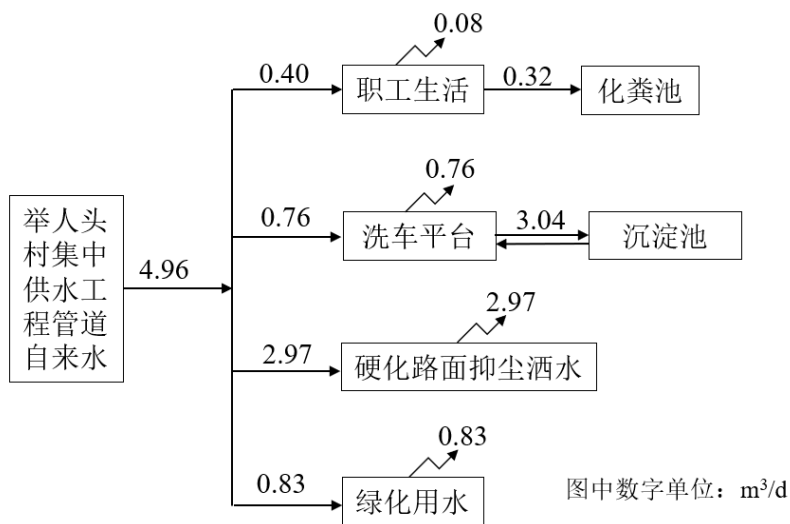 0.08
0.40
职工生活
0.32
化粪池
0.76
举人头
村集中
供水工
程管道
自来水
4.96
0.76
洗车平台
3.04
沉淀池
2.97
2.97
硬化路面抑尘洒水
0.83
0.83
绿化用水
图中数字单位：m³/d